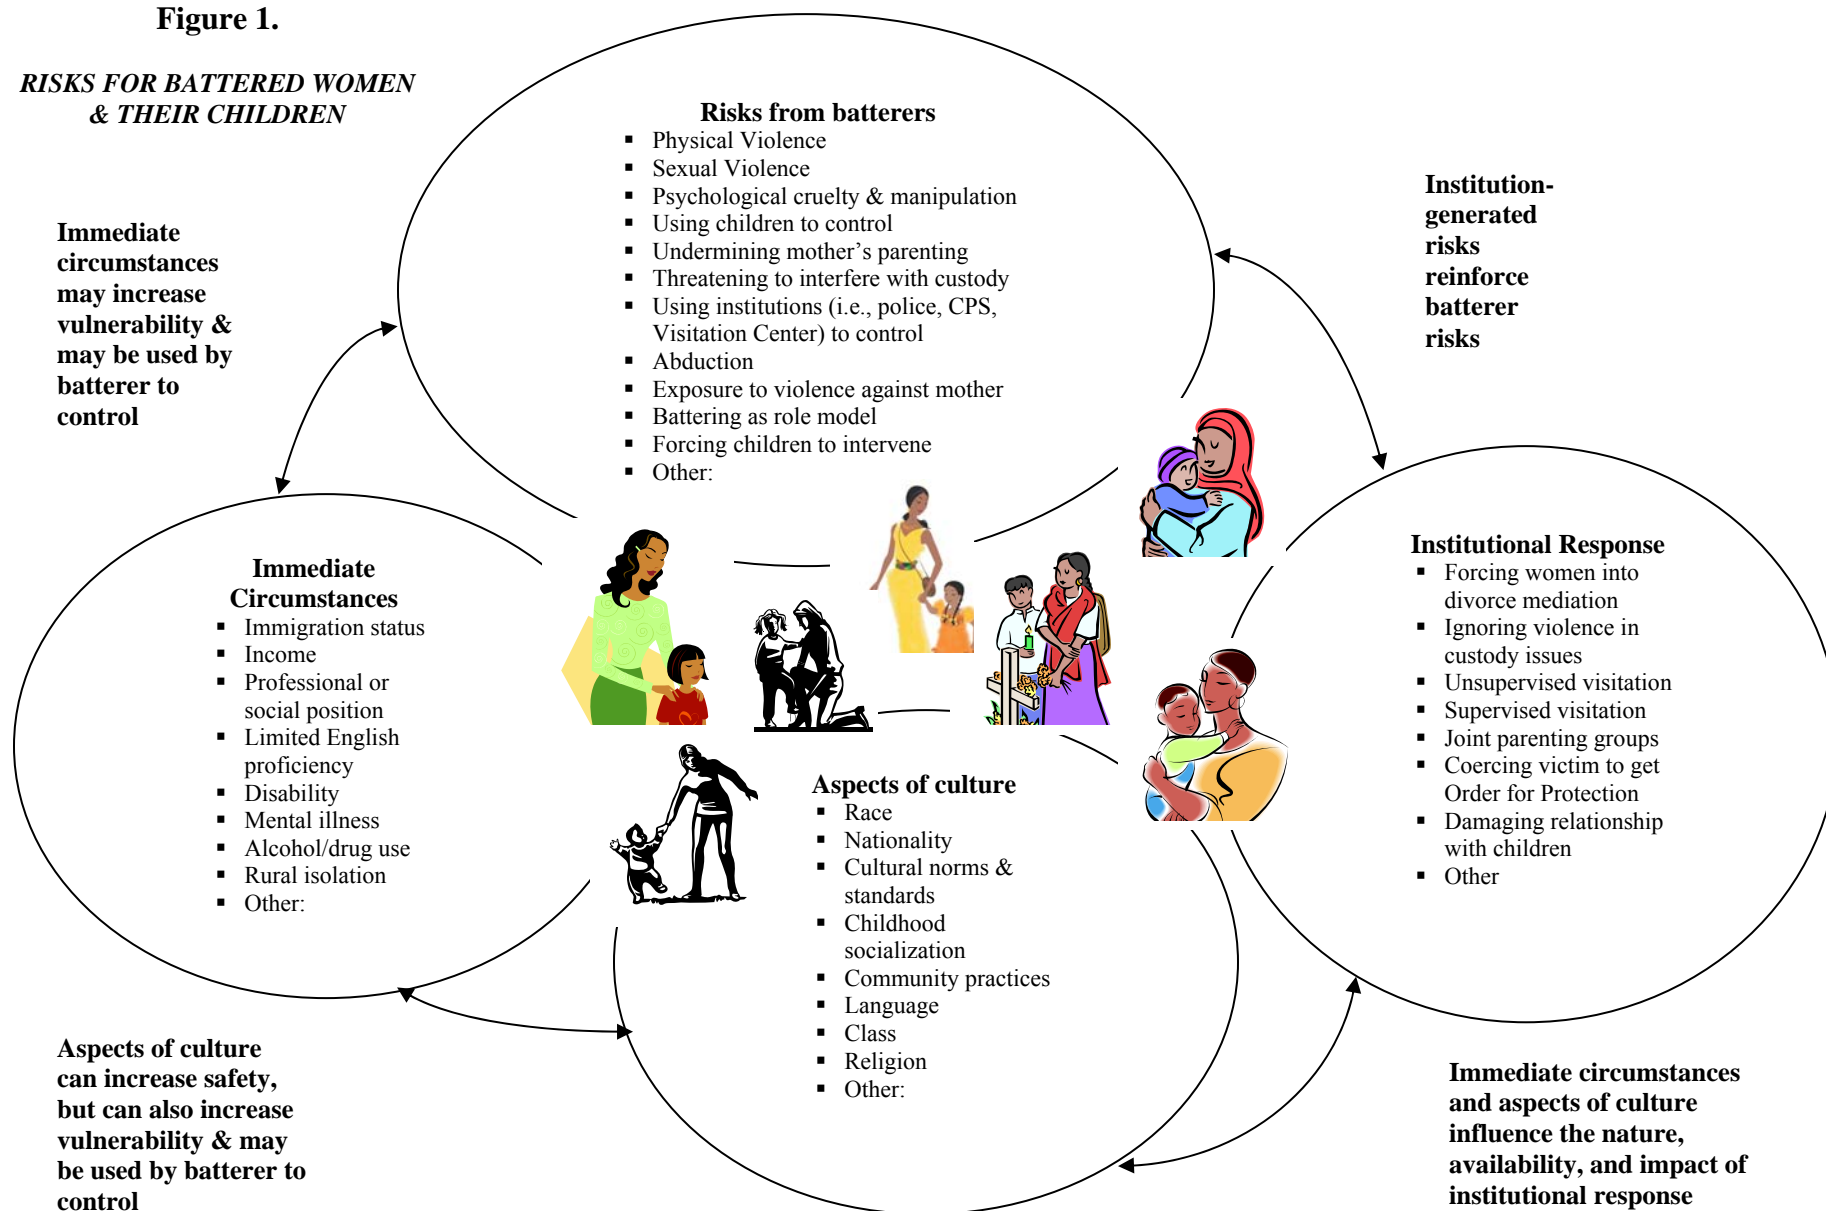 Figure 1.
RISKS FOR BATTERED WOMEN
& THEIR CHILDREN
Risks from batterers
▪ Physical Violence
▪ Sexual Violence
▪ Psychological cruelty & manipulation
▪ Using children to control
▪ Undermining mother’s parenting
▪ Threatening to interfere with custody
▪ Using institutions (i.e., police, CPS,
Visitation Center) to control
▪ Abduction
▪ Exposure to violence against mother
▪ Battering as role model
▪ Forcing children to intervene
▪ Other:
Immediate
circumstances
may increase
vulnerability &
may be used by
batterer to
control
Institution-
generated
risks
reinforce
batterer
risks
Immediate
Circumstances
▪ Immigration status
▪ Income
▪ Professional or
social position
▪ Limited English
proficiency
▪ Disability
▪ Mental illness
▪ Alcohol/drug use
▪ Rural isolation
▪ Other:
Institutional Response
▪ Forcing women into
divorce mediation
▪ Ignoring violence in
custody issues
▪ Unsupervised visitation
▪ Supervised visitation
▪ Joint parenting groups
▪ Coercing victim to get
Order for Protection
▪ Damaging relationship
with children
▪ Other
Aspects of culture
▪ Race
▪ Nationality
▪ Cultural norms &
standards
▪ Childhood
socialization
▪ Community practices
▪ Language
▪ Class
▪ Religion
▪ Other:
Aspects of culture
can increase safety,
but can also increase
vulnerability & may
be used by batterer to
control
Immediate circumstances
and aspects of culture
influence the nature,
availability, and impact of
institutional response